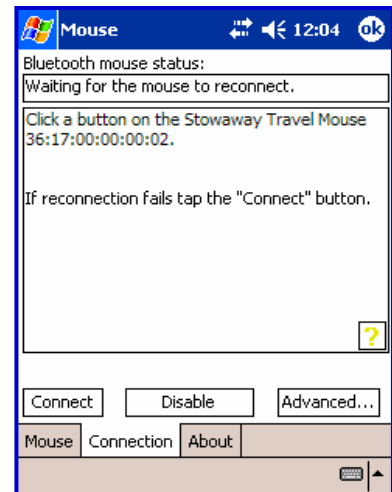 Mouse 12:04 ok
Bluetooth mouse status:
Waiting for the mouse to reconnect.
Click a button on the Stowaway Travel Mouse
36:17:00:00:00:02.
If reconnection fails tap the "Connect" button.
?
Connect Disable Advanced...
Mouse Connection About